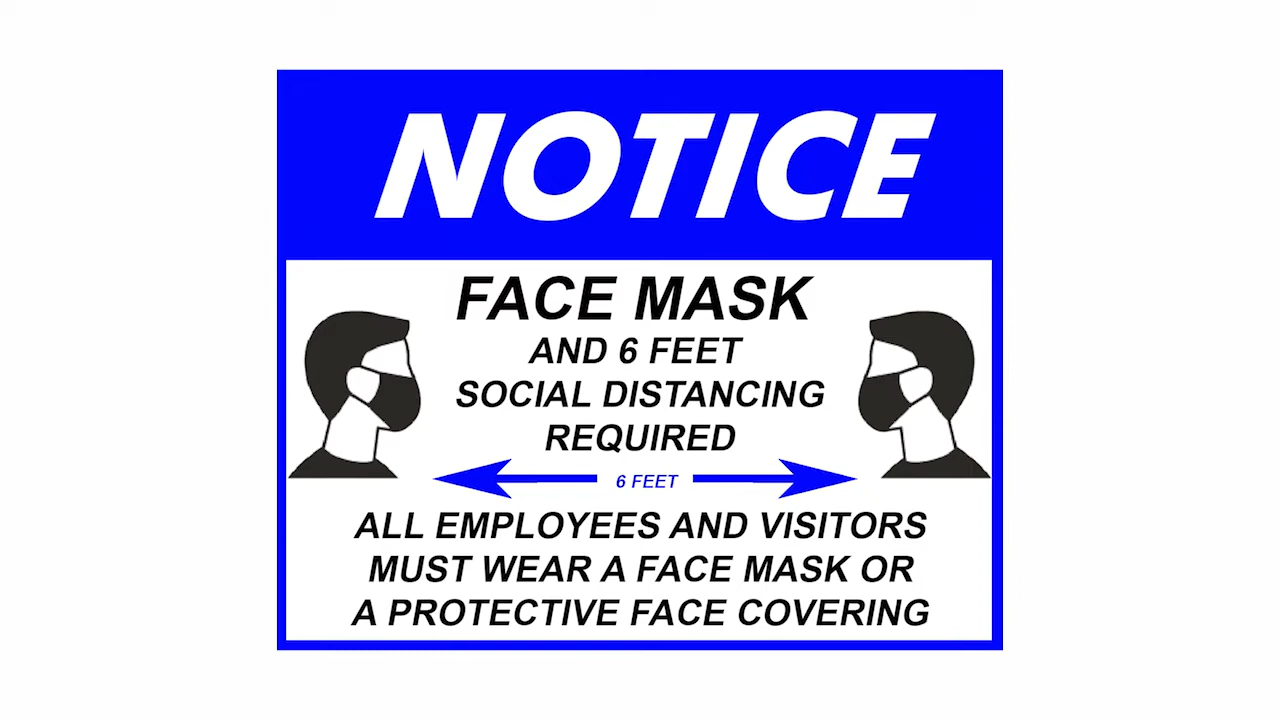 NOTICE
FACE MASK
AND 6 FEET
SOCIAL DISTANCING
REQUIRED
6 FEET
ALL EMPLOYEES AND VISITORS
MUST WEAR A FACE MASK OR
A PROTECTIVE FACE COVERING